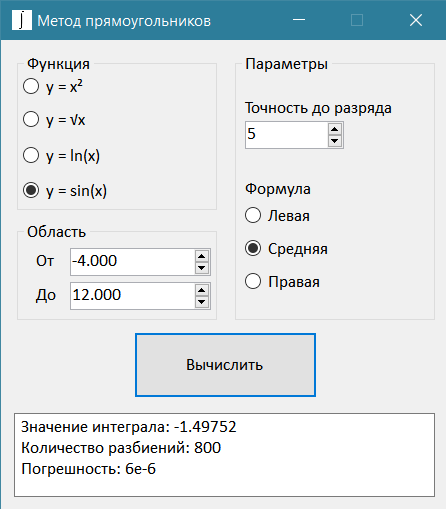 Метод прямоугольников
Функция
y = x²
y = √x
y = ln(x)
y = sin(x)
Область
От
-4.000
До
12.000
Параметры
Точность до разряда
5
Формула
Левая
Средняя
Правая
Вычислить
Значение интеграла: -1.49752
Количество разбиений: 800
Погрешность: 6e-6